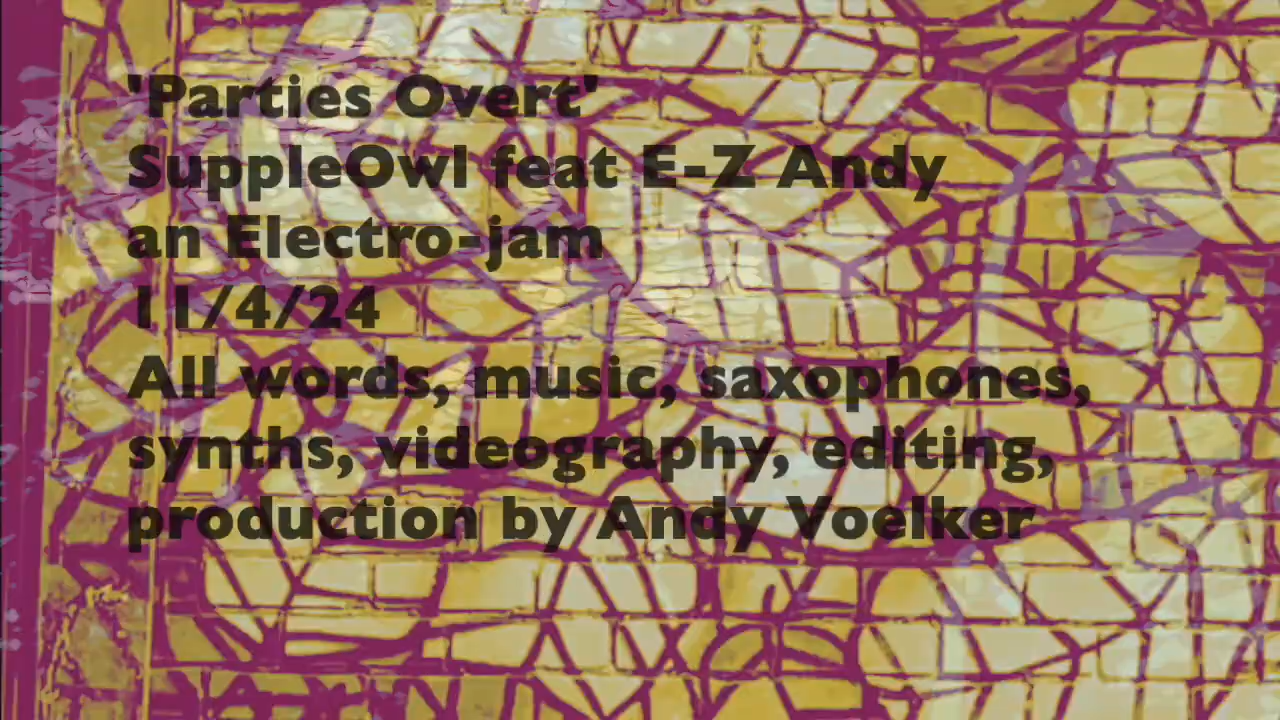 'Parties Overt'
SuppleOwl feat E-Z Andy
an Electro-jam
11/4/24
All words, music, saxophones,
synths, videography, editing,
production by Andy Voelker